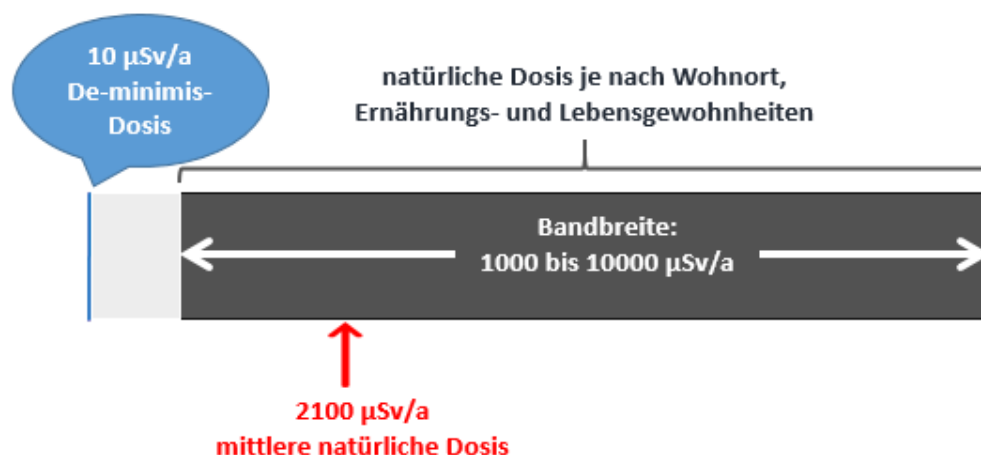 10 µSv/a
De-minimis-
Dosis
natürliche Dosis je nach Wohnort,
Ernährungs- und Lebensgewohnheiten
Bandbreite:
1000 bis 10000 µSv/a
2100 µSv/a
mittlere natürliche Dosis